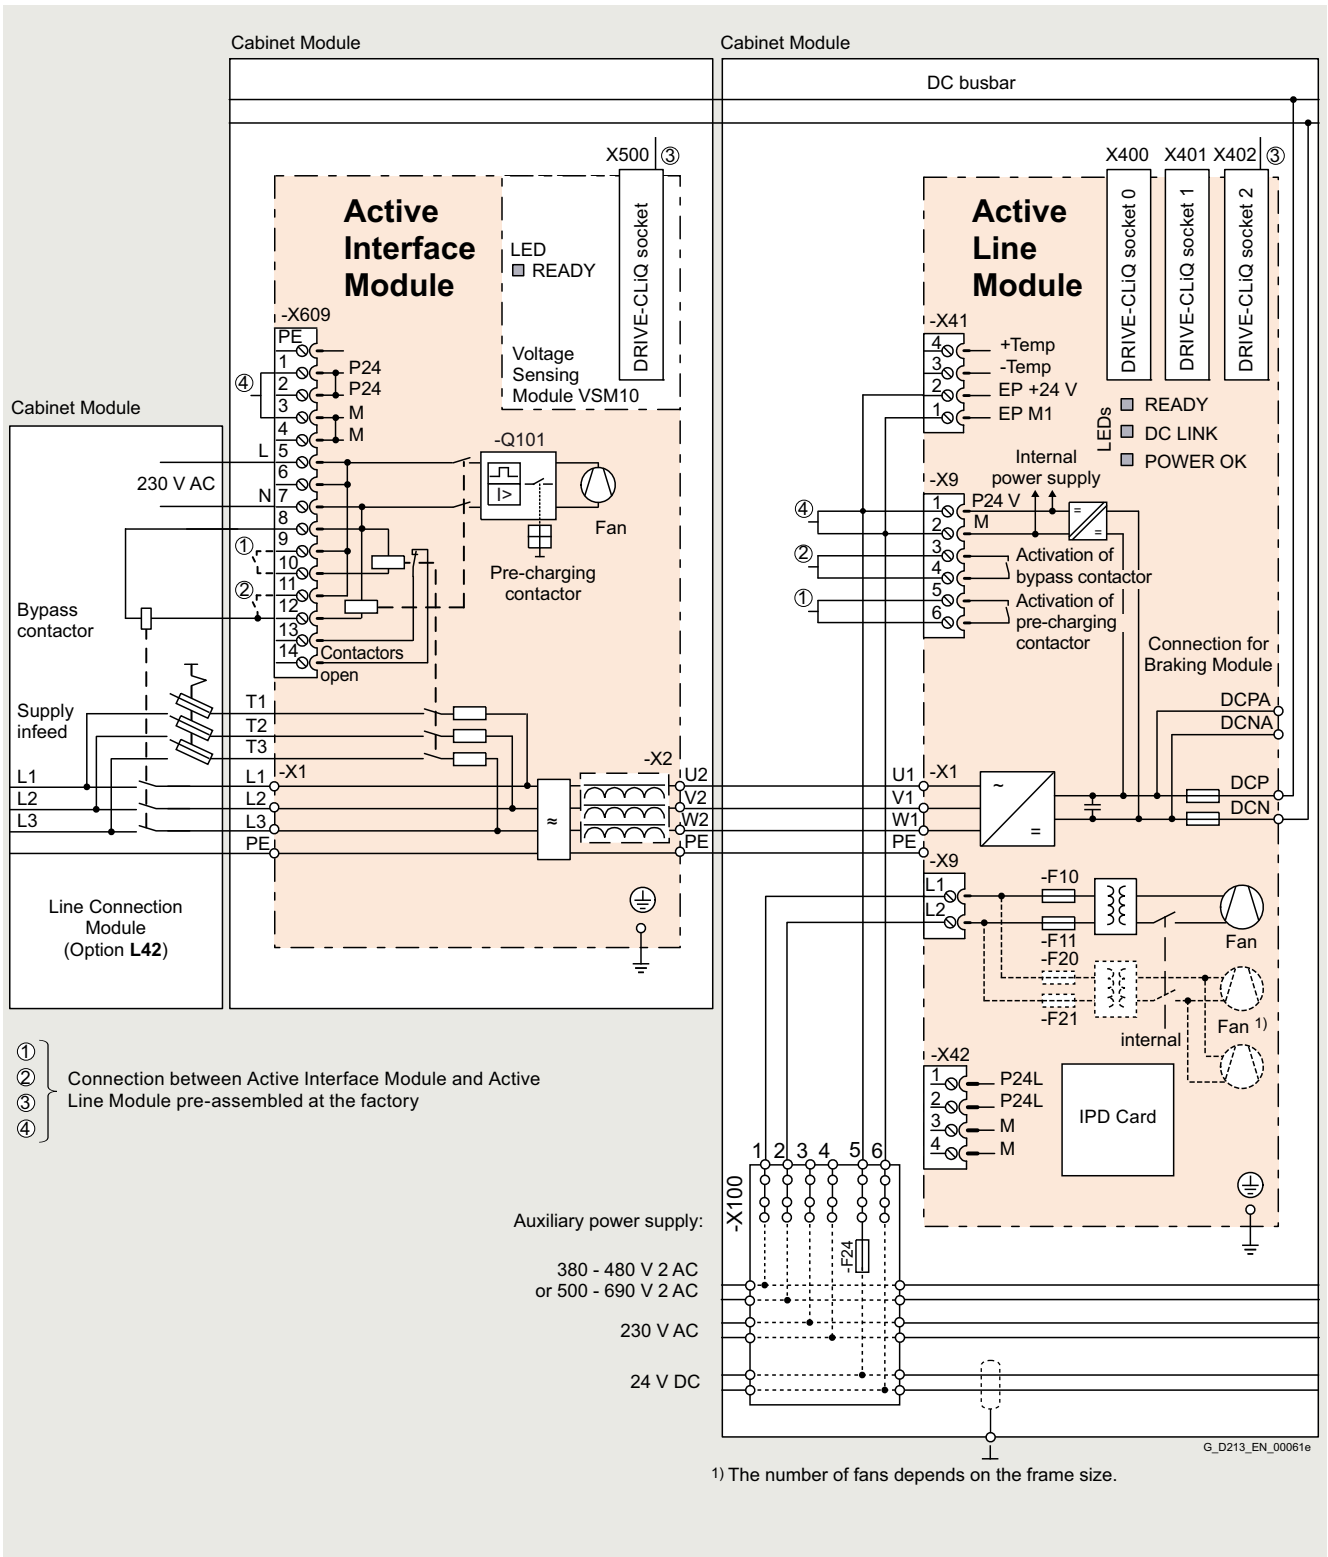 Cabinet Module
Cabinet Module
DC busbar
X500
③
X400
X401
X402
③
Active
Interface
Module
LED
READY
DRIVE-CLiQ socket
Voltage
Sensing
Module VSM10
Active
Line
Module
DRIVE-CLiQ socket 0
DRIVE-CLiQ socket 1
DRIVE-CLiQ socket 2
-X609
PE
1
P24
2
P24
3
M
4
M
④
L
5
6
230 V AC
N
7
8
9
①
10
11
②
12
13
14
Contactors
open
-Q101
I>
Fan
Pre-charging
contactor
-X41
4
+Temp
3
-Temp
2
EP +24 V
1
EP M1
LEDs
READY
DC LINK
POWER OK
Internal
power supply
-X9
④
1
P24 V
2
M
=
=
②
3
4
Activation of
bypass contactor
①
5
6
Activation of
pre-charging
contactor
Connection for
Braking Module
DCPA
DCNA
DCP
DCN
Cabinet Module
Bypass
contactor
Supply
infeed
L1
L2
L3
Line Connection
Module
(Option L42)
T1
T2
T3
-X1
L1
L2
L3
PE
≈
-X2
U2
V2
W2
PE
U1
V1
W1
PE
-X1
~
=
-X9
L1
L2
-F10
-F11
-F20
-F21
Fan
Fan 1)
internal
-X42
1
P24L
2
P24L
3
M
4
M
IPD Card
①
②
③
④
Connection between Active Interface Module and Active
Line Module pre-assembled at the factory
1 2 3 4 5 6
-X100
-F24
Auxiliary power supply:
380 - 480 V 2 AC
or 500 - 690 V 2 AC
230 V AC
24 V DC
G_D213_EN_00061e
1) The number of fans depends on the frame size.